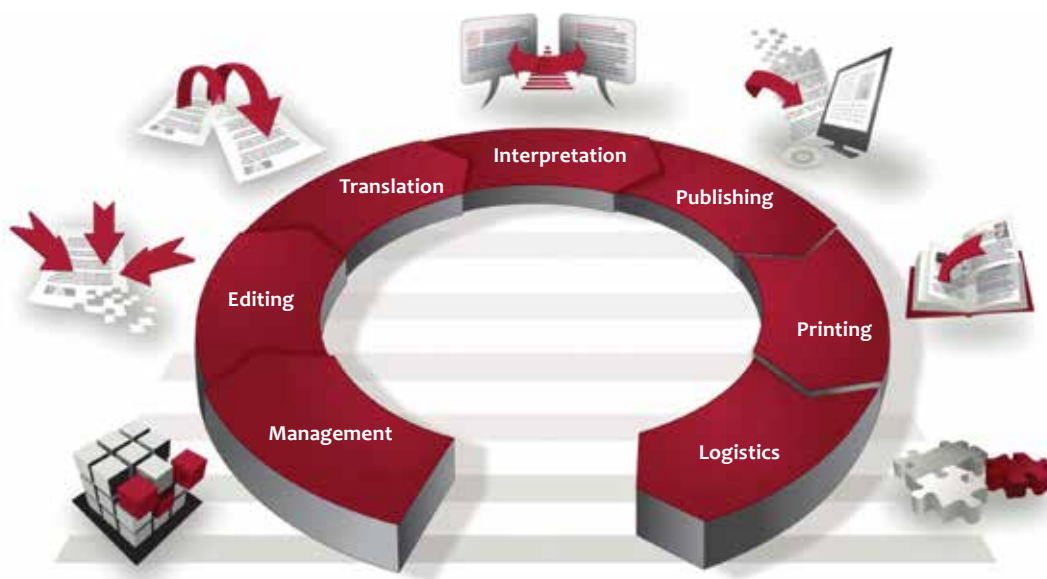 Management
Editing
Translation
Interpretation
Publishing
Printing
Logistics